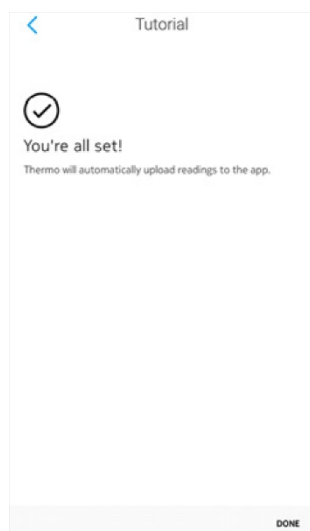 Tutorial
You're all set!
Thermo will automatically upload readings to the app.
DONE